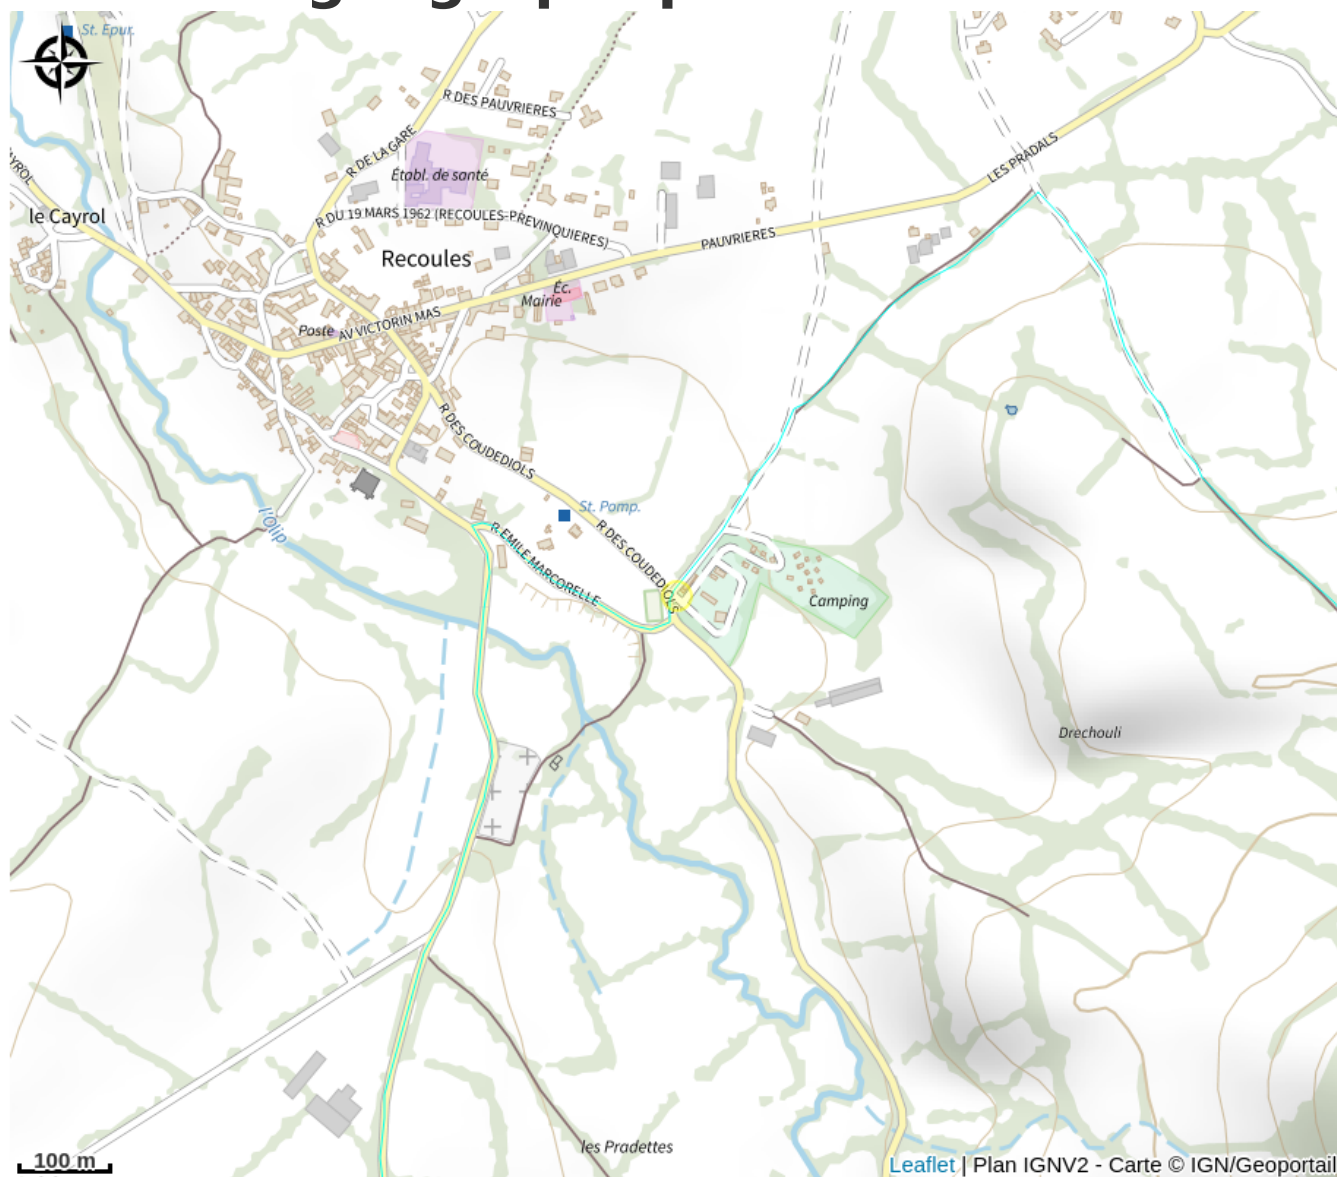 St. Epur.
R DES PAUVRIERES
R DE LA GARE
Établ. de santé
LES PRADALS
YROL
le Cayrol
R DU 19 MARS 1962 (RECOULES-PREVINQUIERES)
PAUVRIERES
Recoules
Éc.
Mairie
Poste
AV VICTORIN MAS
R DES COUDEDIOLS
St. Pomp.
l'Olip
R EMILE MARCORELLE
R DES COUDEDIOLS
Camping
Drechouli
les Pradettes
100 m
Leaflet | Plan IGNV2 - Carte © IGN/Geoportail